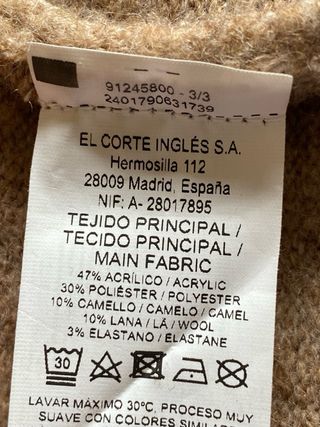 91245800 - 3/3
2401790631739
EL CORTE INGLÉS S.A.
Hermosilla 112
28009 Madrid, España
NIF: A- 28017895
TEJIDO PRINCIPAL /
TECIDO PRINCIPAL /
MAIN FABRIC
47% ACRÍLICO / ACRYLIC
30% POLIÉSTER / POLYESTER
10% CAMELLO / CAMELO / CAMEL
10% LANA / LÃ / WOOL
3% ELASTANO / ELASTANE
30
LAVAR MÁXIMO 30ºC, PROCESO MUY
SUAVE CON COLORES SIMILARES